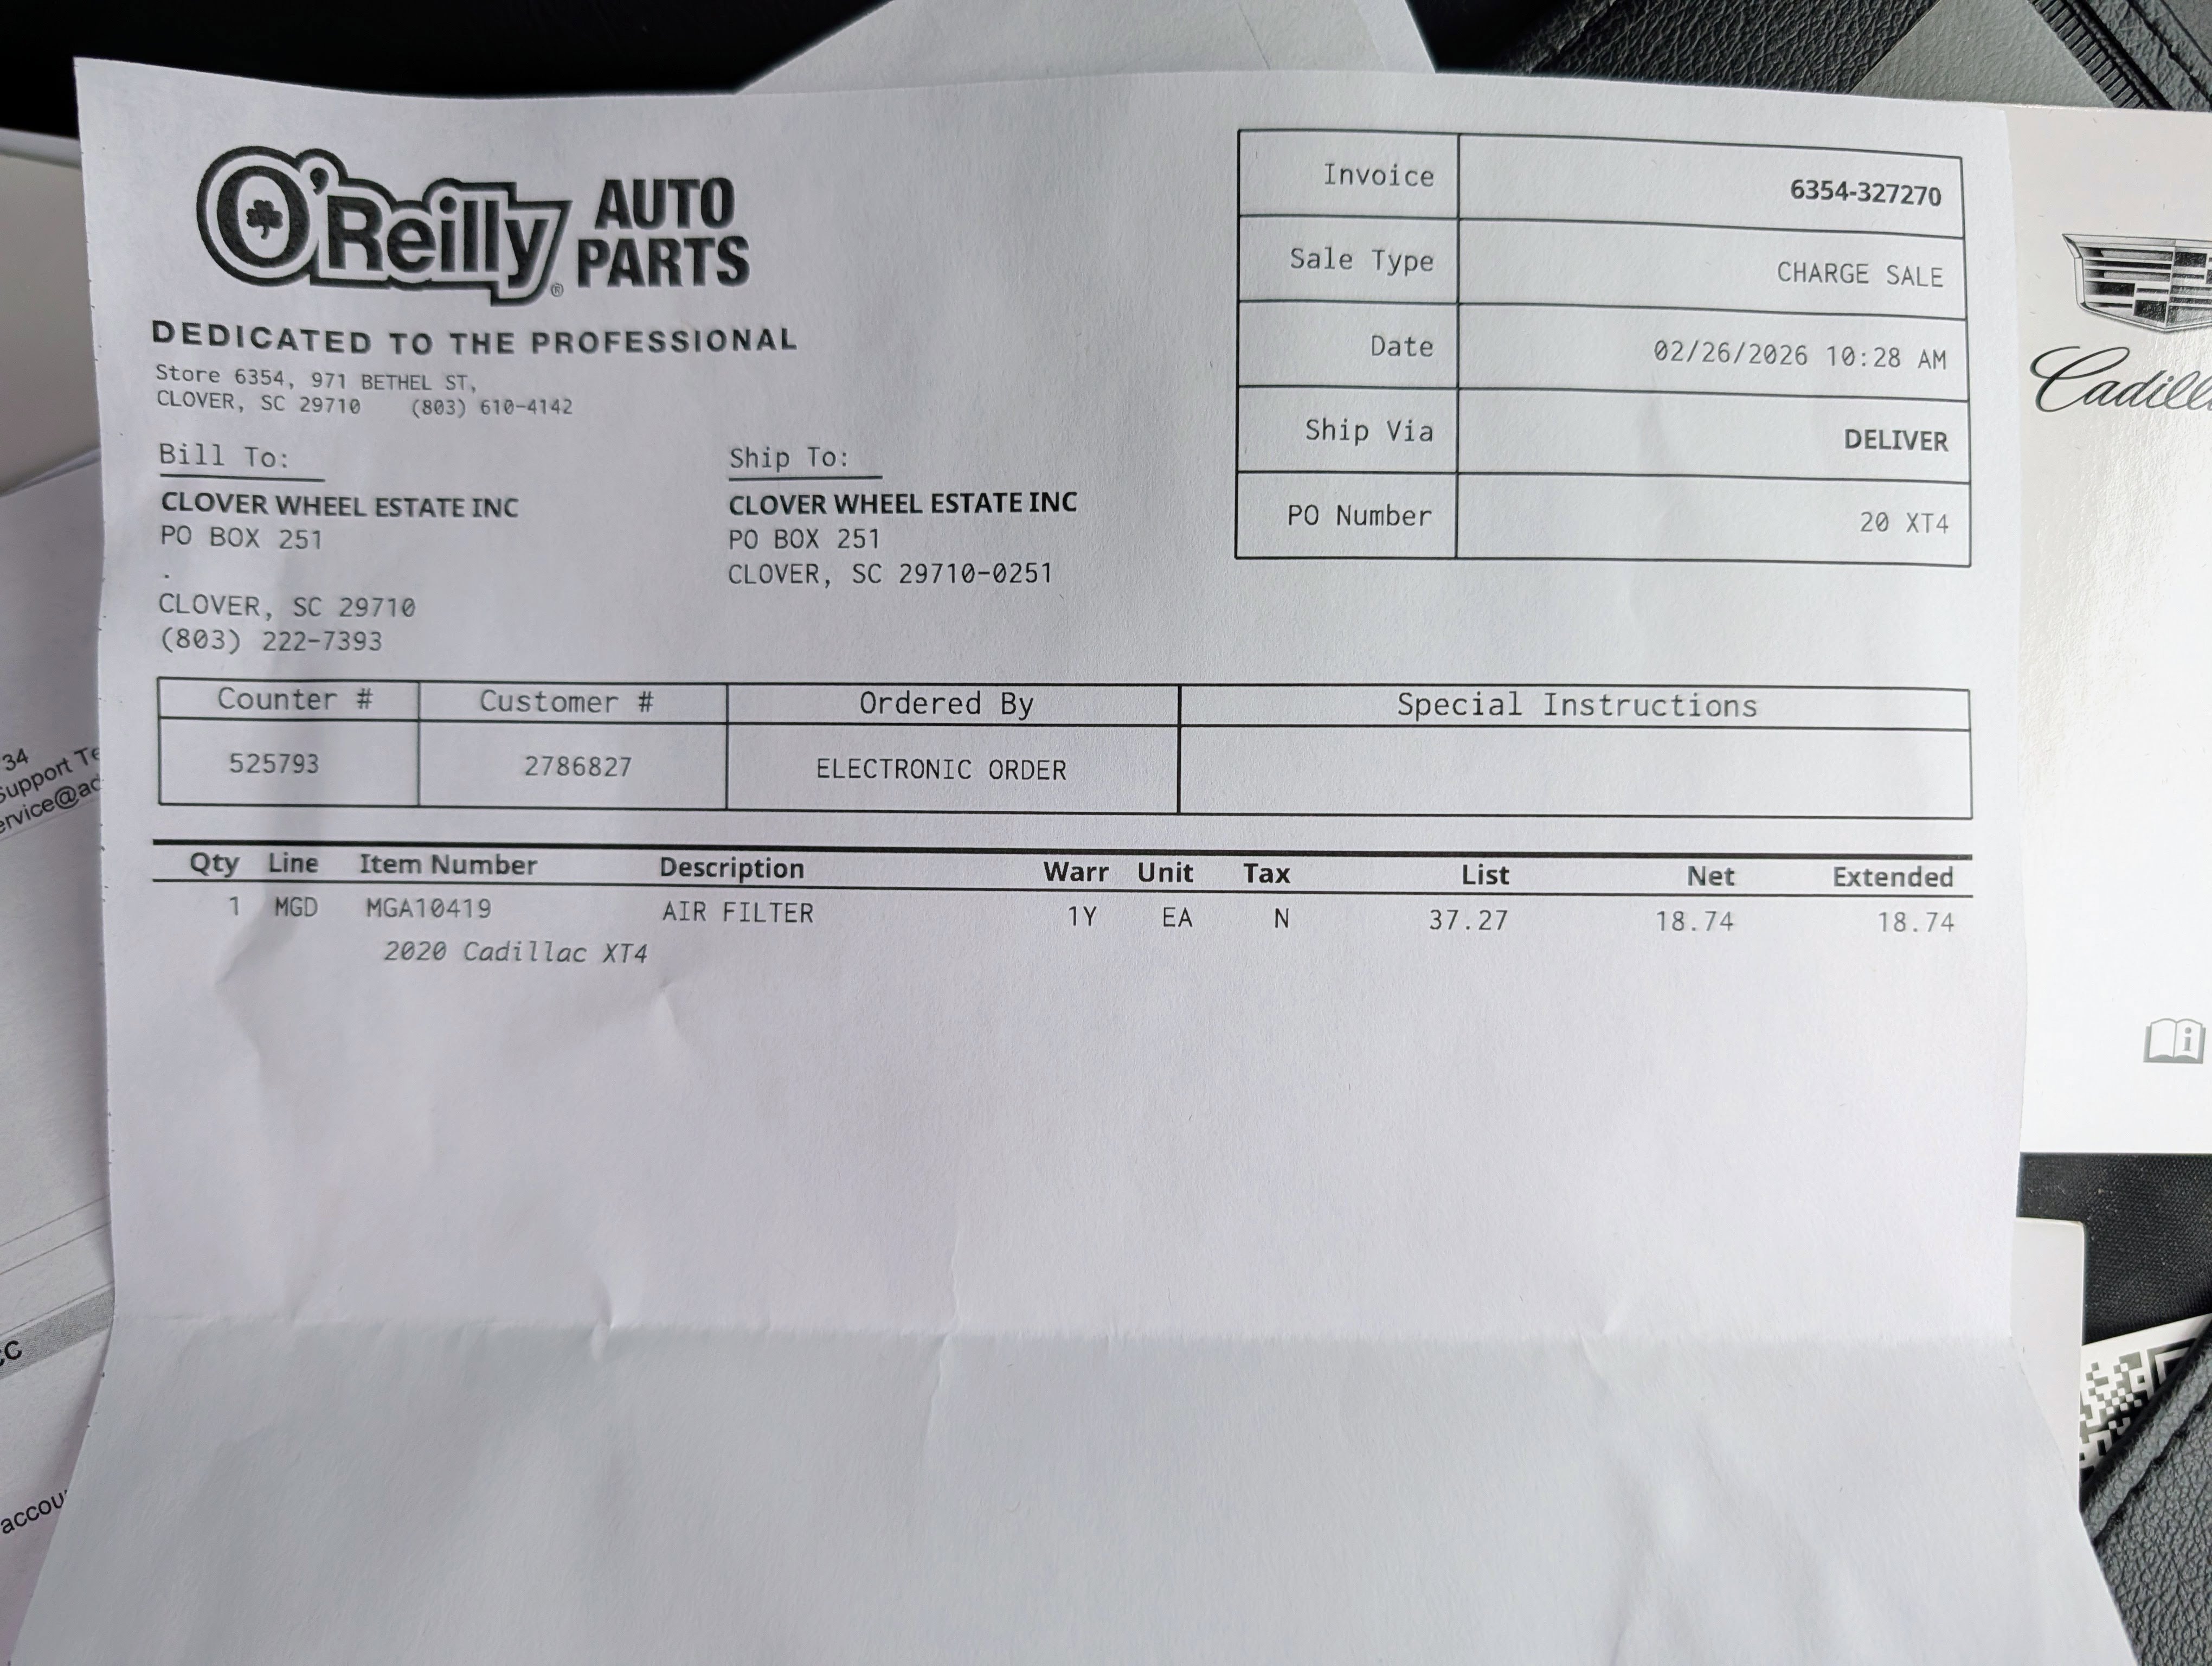 O'Reilly® AUTO PARTS
DEDICATED TO THE PROFESSIONAL
Store 6354, 971 BETHEL ST,
CLOVER, SC 29710 (803) 610-4142
Invoice 6354-327270
Sale Type CHARGE SALE
Date 02/26/2026 10:28 AM
Ship Via DELIVER
PO Number 20 XT4
Bill To:
CLOVER WHEEL ESTATE INC
PO BOX 251
.
CLOVER, SC 29710
(803) 222-7393
Ship To:
CLOVER WHEEL ESTATE INC
PO BOX 251
CLOVER, SC 29710-0251
Counter # Customer # Ordered By Special Instructions
525793 2786827 ELECTRONIC ORDER
Qty Line Item Number Description Warr Unit Tax List Net Extended
1 MGD MGA10419 AIR FILTER 1Y EA N 37.27 18.74 18.74
2020 Cadillac XT4
34
Support
accou